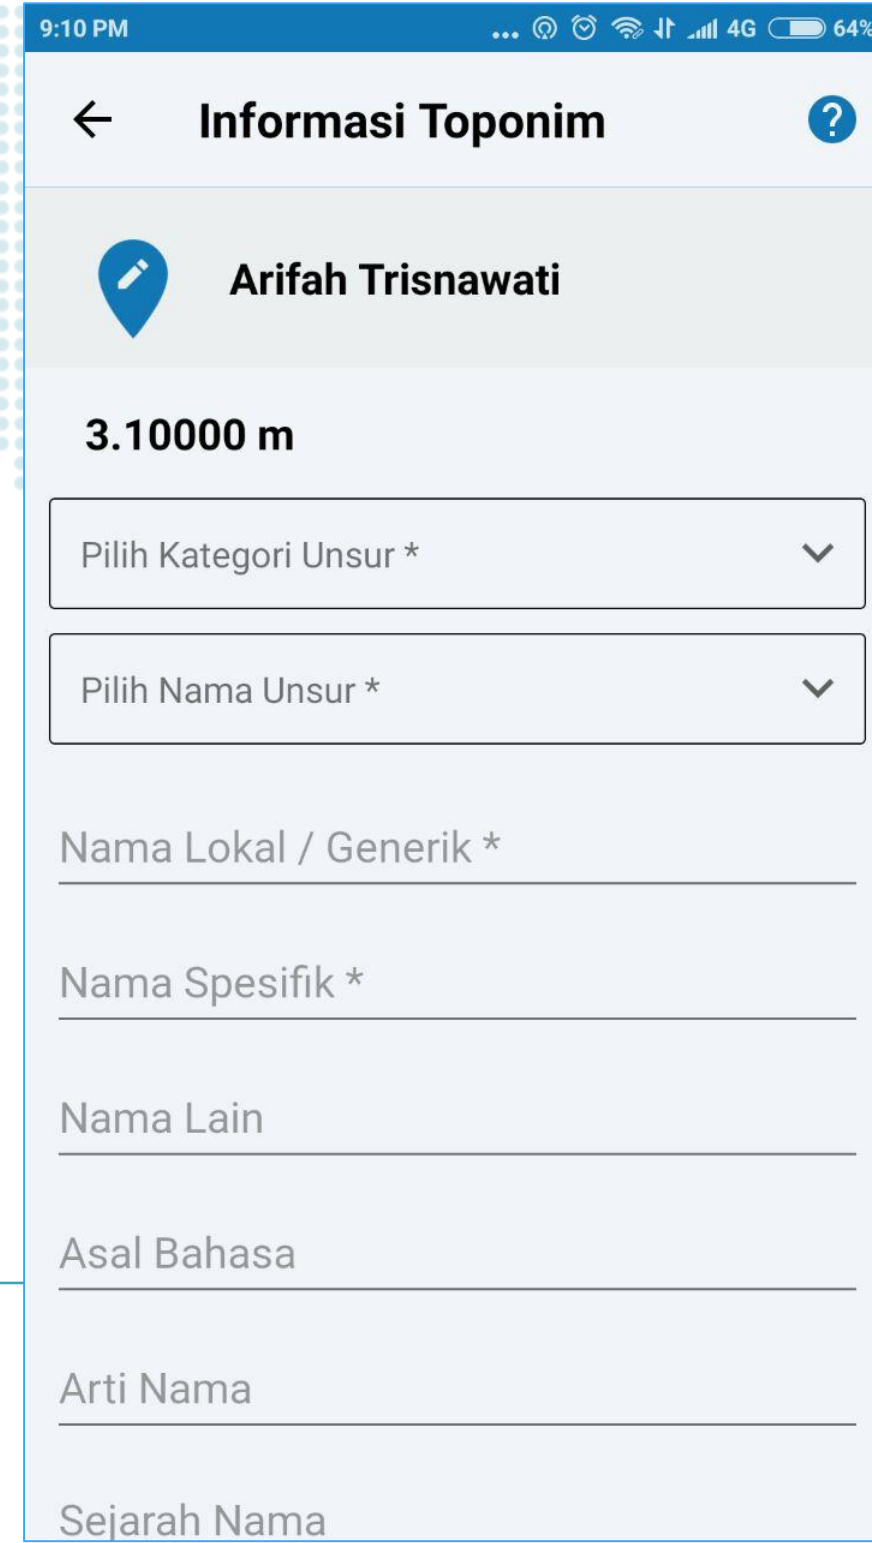 9:10 PM ... 4G 64%
Informasi Toponim ?
Arifah Trisnawati
3.10000 m
Pilih Kategori Unsur *
Pilih Nama Unsur *
Nama Lokal / Generik *
Nama Spesifik *
Nama Lain
Asal Bahasa
Arti Nama
Sejarah Nama